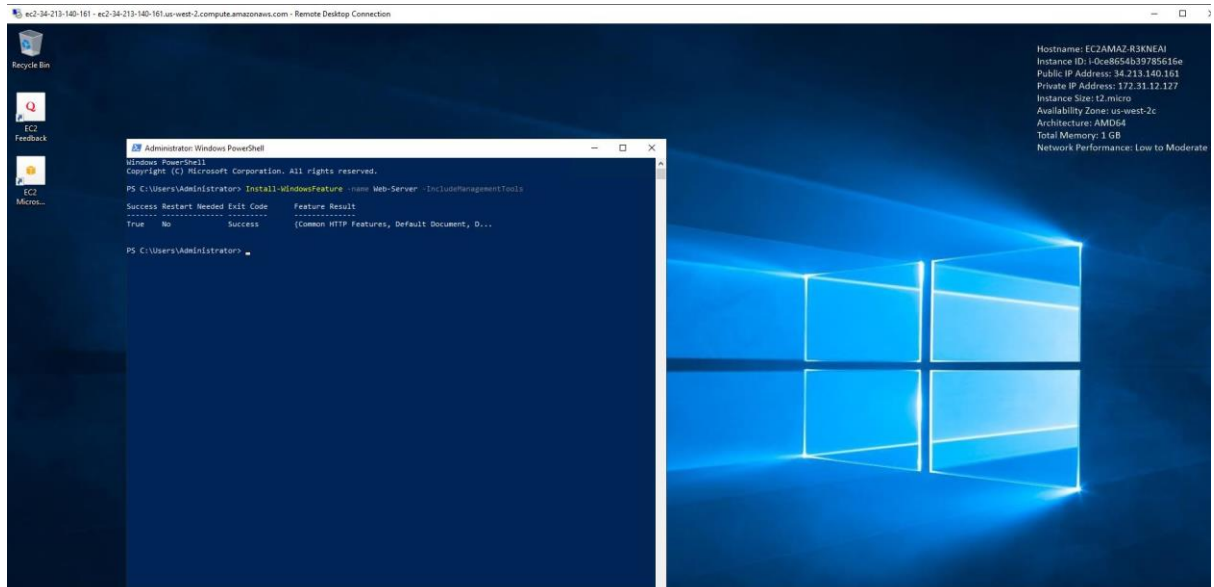 ec2-34-213-140-161 - ec2-34-213-140-161.us-west-2.compute.amazonaws.com - Remote Desktop Connection
Recycle Bin
EC2
Feedback
EC2
Micros...
Hostname: EC2AMAZ-R3KNEAI
Instance ID: i-0ce8654b39785616e
Public IP Address: 34.213.140.161
Private IP Address: 172.31.12.127
Instance Size: t2.micro
Availability Zone: us-west-2c
Architecture: AMD64
Total Memory: 1 GB
Network Performance: Low to Moderate
Administrator: Windows PowerShell
Windows PowerShell
Copyright (C) Microsoft Corporation. All rights reserved.
PS C:\Users\Administrator> Install-WindowsFeature -name Web-Server -IncludeManagementTools
Success Restart Needed Exit Code Feature Result
------- -------------- --------- --------------
True No Success {Common HTTP Features, Default Document, D...
PS C:\Users\Administrator>